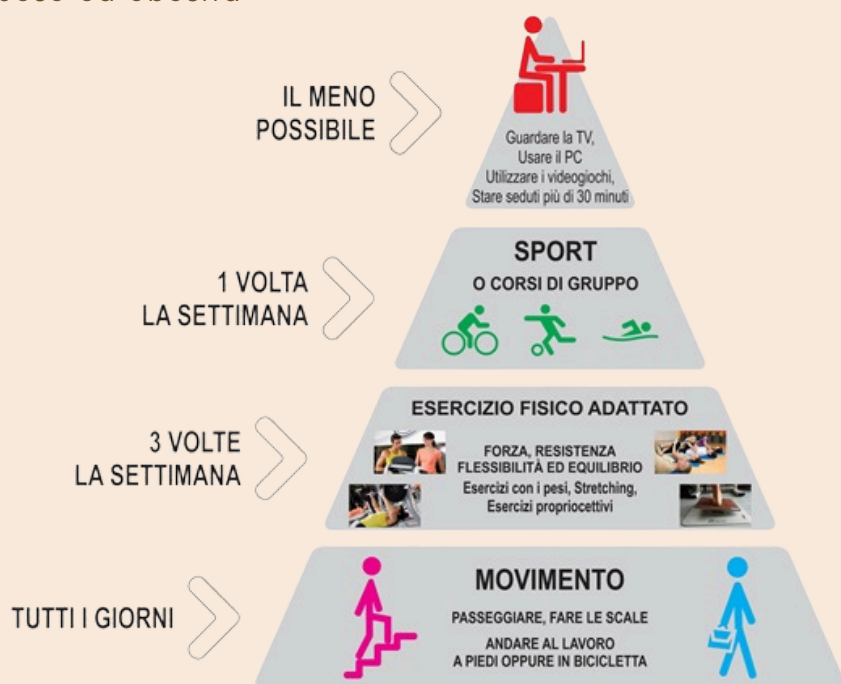 IL MENO
POSSIBILE
Guardare la TV,
Usare il PC
Utilizzare i videogiochi,
Stare seduti più di 30 minuti
1 VOLTA
LA SETTIMANA
SPORT
O CORSI DI GRUPPO
3 VOLTE
LA SETTIMANA
ESERCIZIO FISICO ADATTATO
FORZA, RESISTENZA
FLESSIBILITÀ ED EQUILIBRIO
Esercizi con i pesi, Stretching,
Esercizi propriocettivi
TUTTI I GIORNI
MOVIMENTO
PASSEGGIARE, FARE LE SCALE
ANDARE AL LAVORO
A PIEDI OPPURE IN BICICLETTA